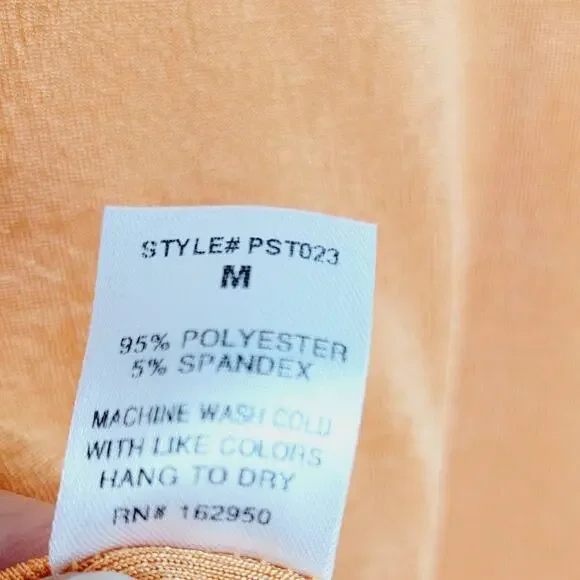 STYLE# PST023
M
95% POLYESTER
5% SPANDEX
MACHINE WASH COLD
WITH LIKE COLORS
HANG TO DRY
RN# 162950